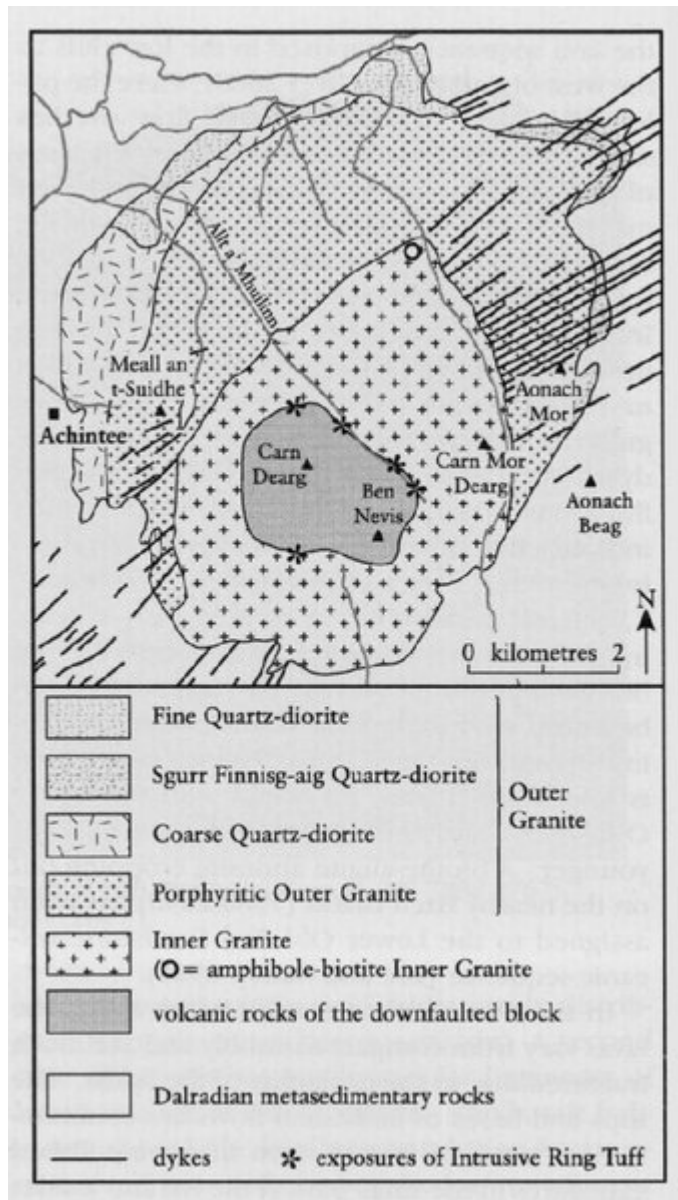 Allt a' Mhuilinn
Meall an
t-Suidhe
Achintee
Carn
Dearg
Ben
Nevis
Carn Mor
Dearg
Aonach
Mor
Aonach
Beag
N
0 kilometres 2
Fine Quartz-diorite
Sgurr Finnisg-aig Quartz-diorite
Coarse Quartz-diorite
Porphyritic Outer Granite
Outer
Granite
Inner Granite
(O = amphibole-biotite Inner Granite
volcanic rocks of the downfaulted block
Dalradian metasedimentary rocks
dykes
exposures of Intrusive Ring Tuff